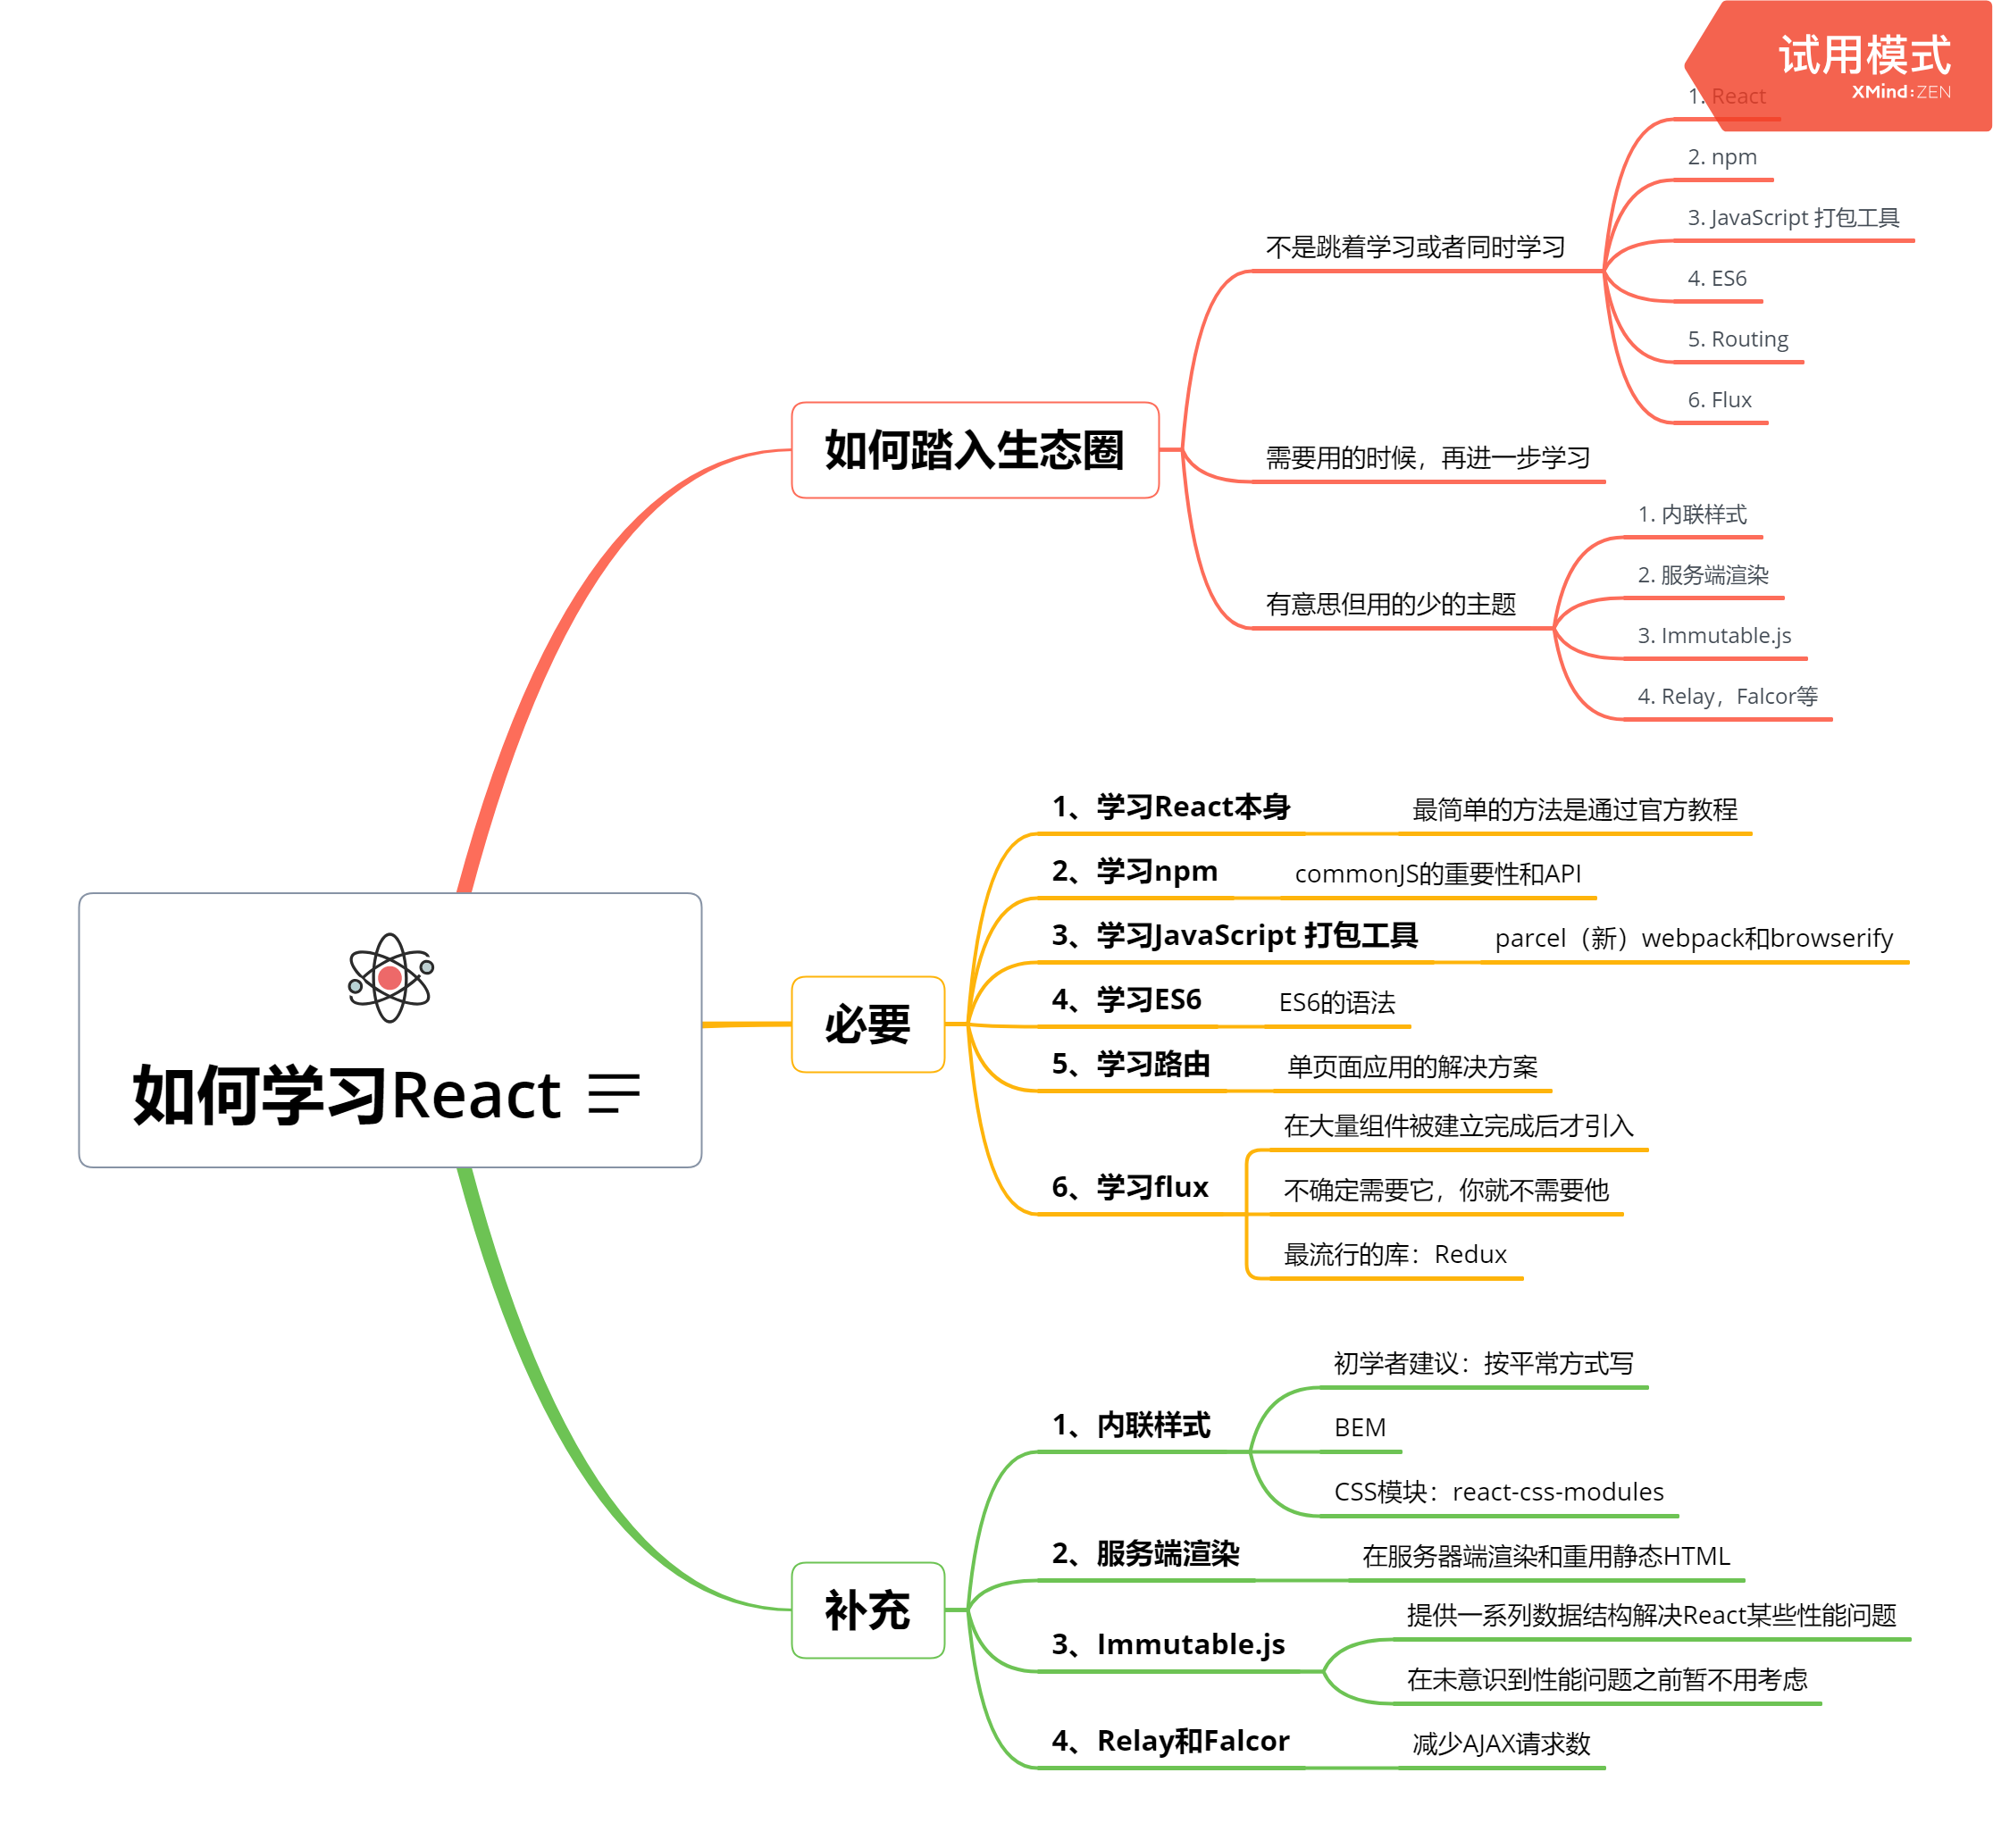 试用模式
XMind:ZEN
1. React
2. npm
3. JavaScript 打包工具
不是跳着学习或者同时学习
4. ES6
5. Routing
6. Flux
如何踏入生态圈
需要用的时候，再进一步学习
1. 内联样式
2. 服务端渲染
有意思但用的少的主题
3. Immutable.js
4. Relay，Falcor等
1、学习React本身
最简单的方法是通过官方教程
2、学习npm
commonJS的重要性和API
3、学习JavaScript 打包工具
parcel（新）webpack和browserify
4、学习ES6
ES6的语法
必要
5、学习路由
单页面应用的解决方案
如何学习React
在大量组件被建立完成后才引入
6、学习flux
不确定需要它，你就不需要他
最流行的库：Redux
初学者建议：按平常方式写
1、内联样式
BEM
CSS模块：react-css-modules
2、服务端渲染
在服务器端渲染和重用静态HTML
补充
提供一系列数据结构解决React某些性能问题
3、Immutable.js
在未意识到性能问题之前暂不用考虑
4、Relay和Falcor
减少AJAX请求数